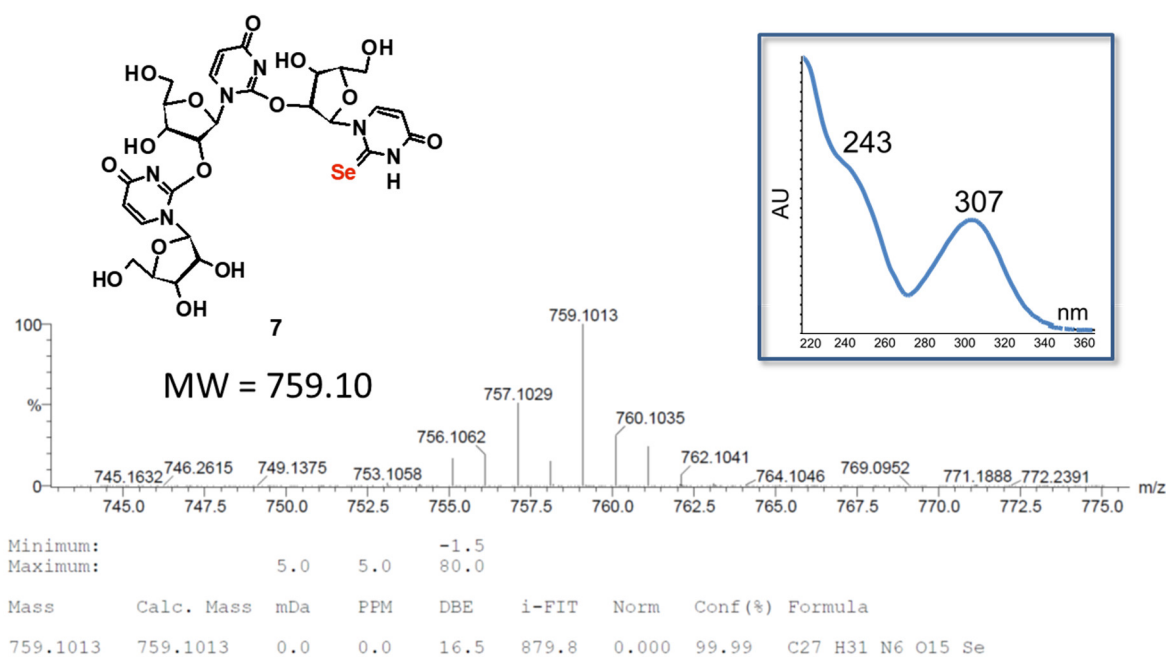 O
HO
OH
N
HO
O
N
O
O
HO
N
O
O
N
O
Se
N
H
O
N
O
HO
OH
OH
7
MW = 759.10
243
307
AU
nm
220 240 260 280 300 320 340 360
100
%
0
759.1013
757.1029
760.1035
756.1062
745.1632
746.2615
749.1375
753.1058
762.1041
764.1046
769.0952
771.1888
772.2391
745.0 747.5 750.0 752.5 755.0 757.5 760.0 762.5 765.0 767.5 770.0 772.5 775.0
m/z
Minimum: -1.5
Maximum: 5.0 5.0 80.0
Mass Calc. Mass mDa PPM DBE i-FIT Norm Conf(%) Formula
759.1013 759.1013 0.0 0.0 16.5 879.8 0.000 99.99 C27 H31 N6 O15 Se